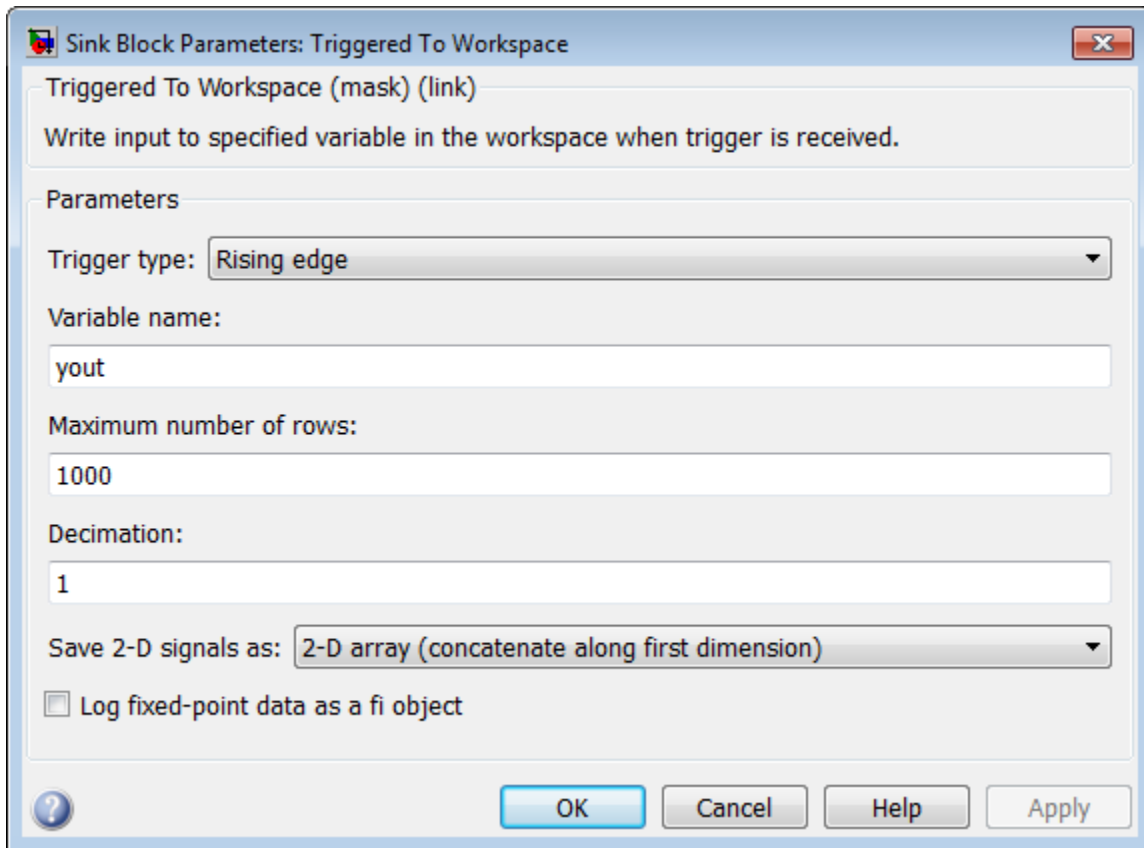 Sink Block Parameters: Triggered To Workspace
Triggered To Workspace (mask) (link)
Write input to specified variable in the workspace when trigger is received.
Parameters
Trigger type: Rising edge
Variable name:
yout
Maximum number of rows:
1000
Decimation:
1
Save 2-D signals as: 2-D array (concatenate along first dimension)
Log fixed-point data as a fi object
? OK Cancel Help Apply